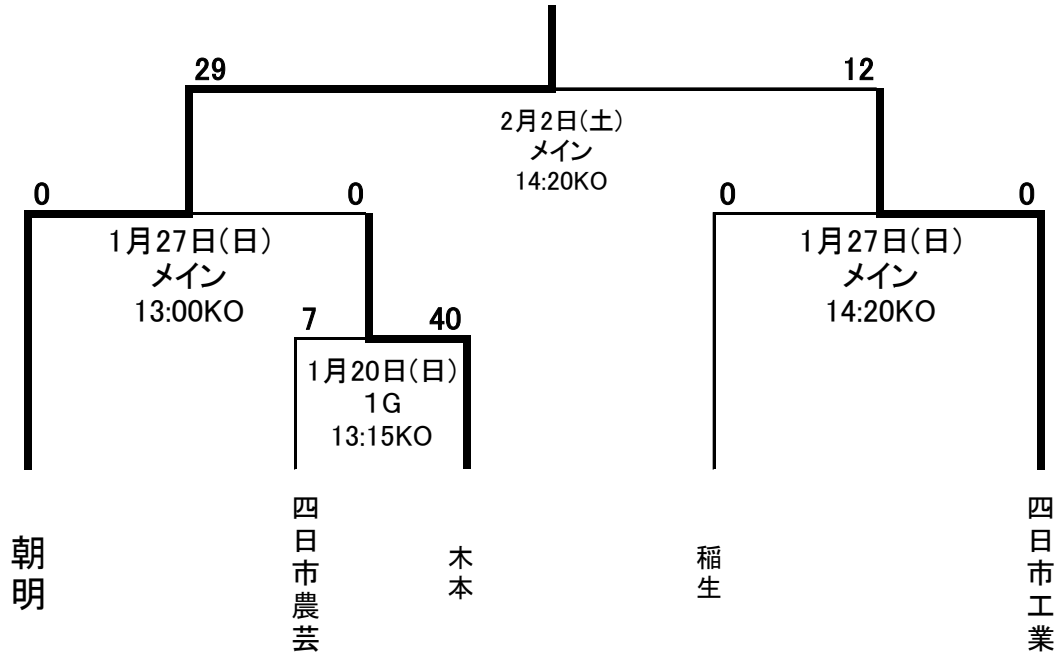 29
12
2月2日(土)
メイン
14:20KO
0
0
0
0
1月27日(日)
メイン
13:00KO
1月27日(日)
メイン
14:20KO
7
40
1月20日(日)
1G
13:15KO
朝明
四日市農芸
木本
稲生
四日市工業